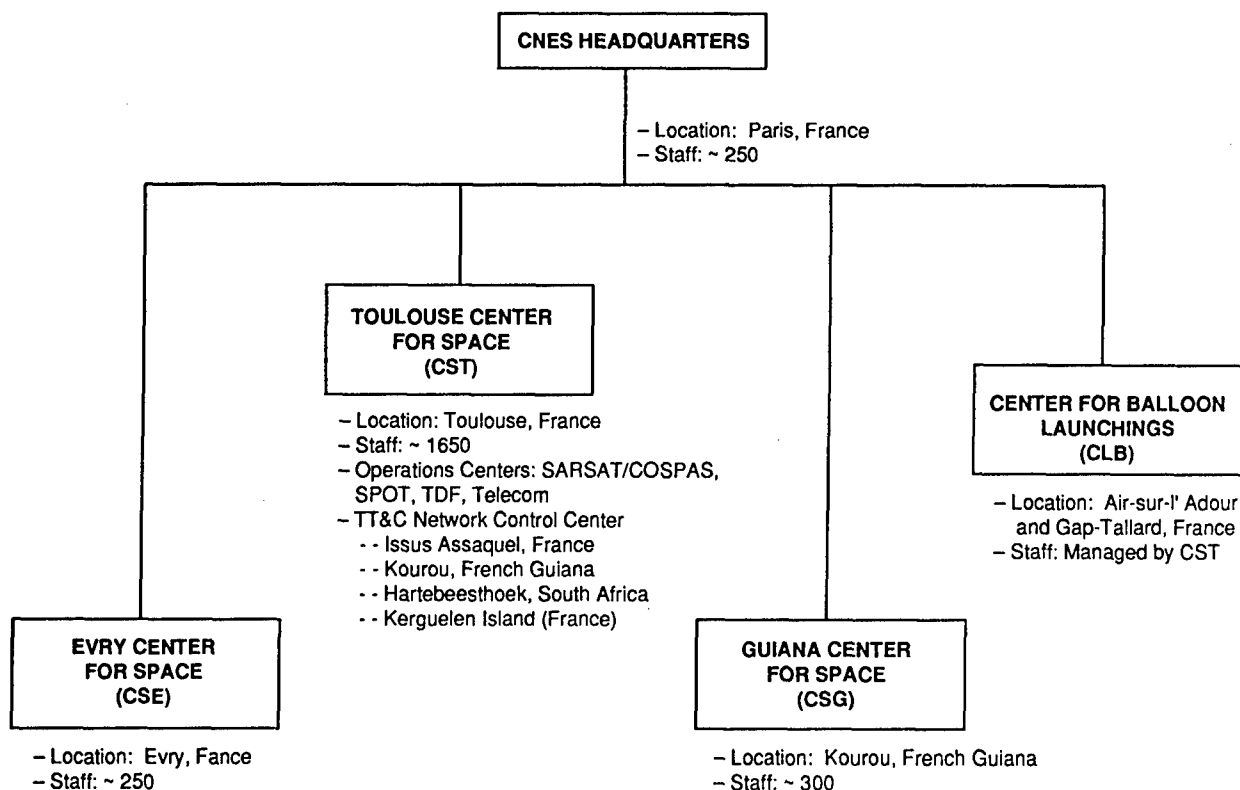 CNES HEADQUARTERS
– Location: Paris, France
– Staff: ~ 250
TOULOUSE CENTER
FOR SPACE
(CST)
– Location: Toulouse, France
– Staff: ~ 1650
– Operations Centers: SARSAT/COSPAS,
SPOT, TDF, Telecom
– TT&C Network Control Center
- - Issus Assaquel, France
- - Kourou, French Guiana
- - Hartebeesthoek, South Africa
- - Kerguelen Island (France)
CENTER FOR BALLOON
LAUNCHINGS
(CLB)
– Location: Air-sur-l' Adour
and Gap-Tallard, France
– Staff: Managed by CST
EVRY CENTER
FOR SPACE
(CSE)
– Location: Evry, Fance
– Staff: ~ 250
GUIANA CENTER
FOR SPACE
(CSG)
– Location: Kourou, French Guiana
– Staff: ~ 300